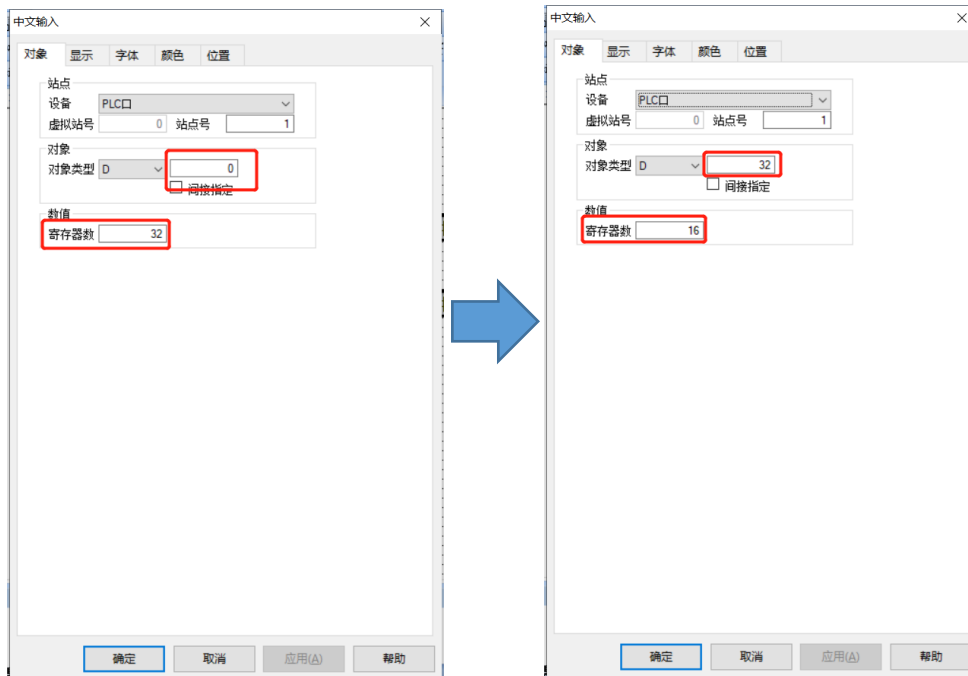 中文输入
对象 显示 字体 颜色 位置
站点
设备 PLC口
虚拟站号 0 站点号 1
对象
对象类型 D 0
间接指定
数值
寄存器数 32
确定 取消 应用(A) 帮助
中文输入
对象 显示 字体 颜色 位置
站点
设备 PLC口
虚拟站号 0 站点号 1
对象
对象类型 D 32
间接指定
数值
寄存器数 16
确定 取消 应用(A) 帮助